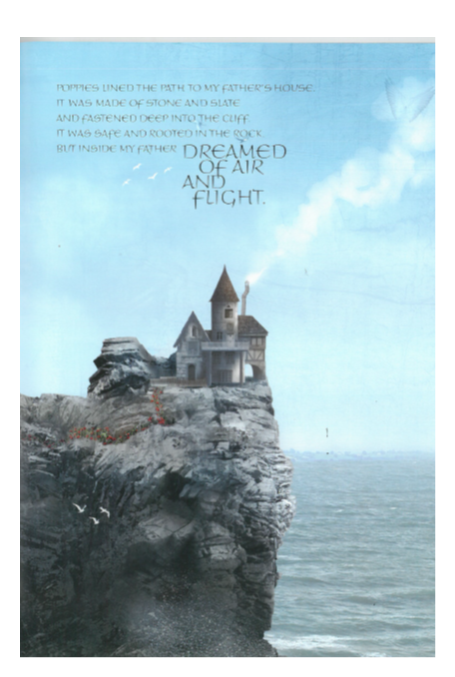 POPPIES LINED THE PATH TO MY FATHER'S HOUSE.
IT WAS MADE OF STONE AND SLATE
AND FASTENED DEEP INTO THE CLIFF.
IT WAS SAFE AND ROOTED IN THE ROCK.
BUT INSIDE MY FATHER DREAMED
OF AIR
AND
FLIGHT.